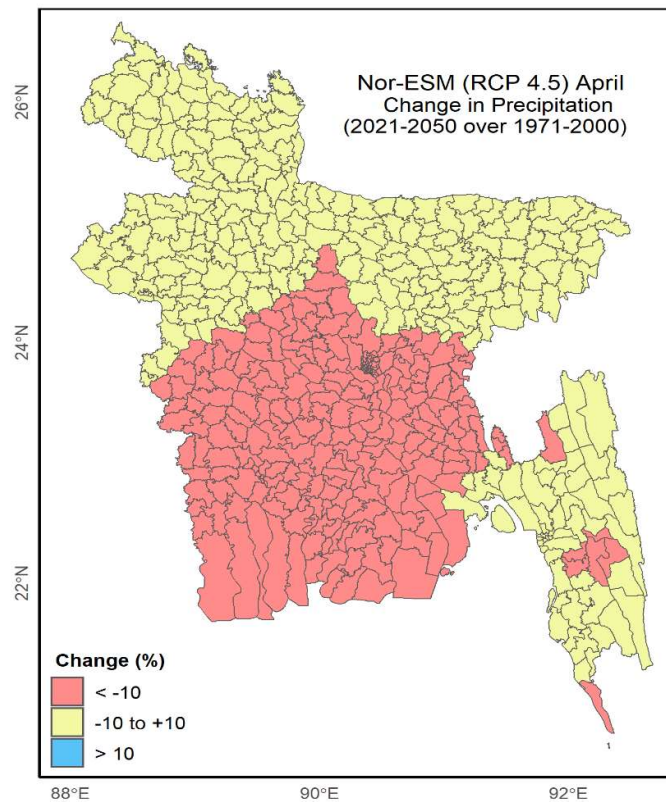 Nor-ESM (RCP 4.5) April
Change in Precipitation
(2021-2050 over 1971-2000)
26°N
24°N
22°N
Change (%)
< -10
-10 to +10
> 10
88°E
90°E
92°E